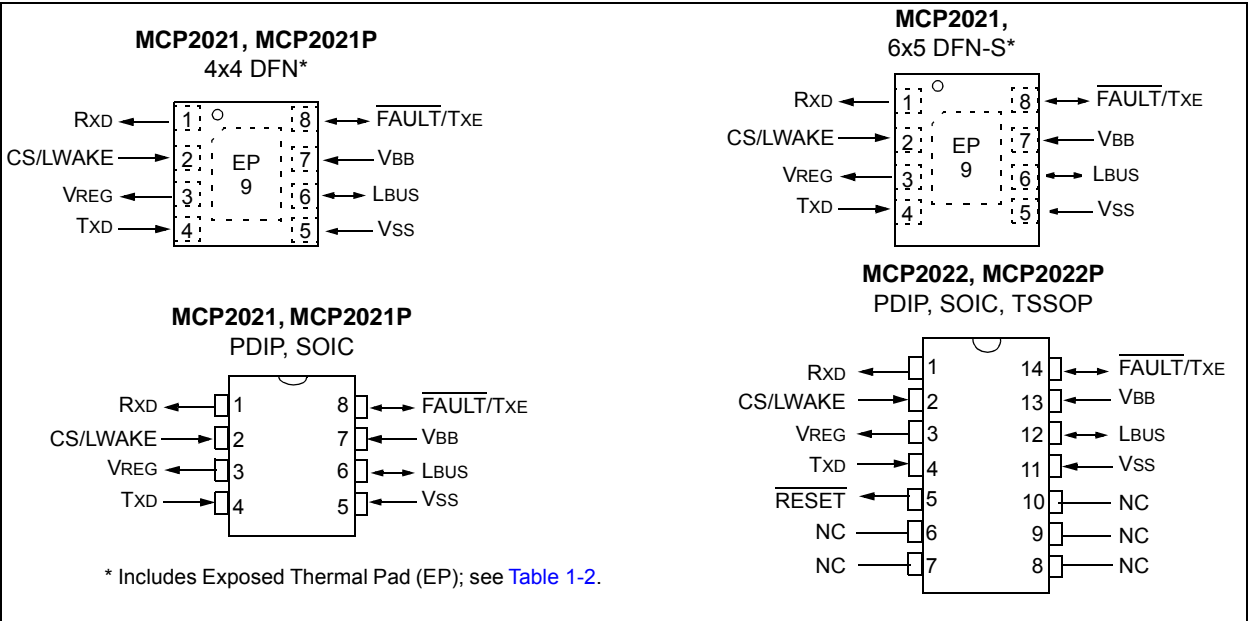 MCP2021, MCP2021P
4x4 DFN*
RXD 1 8 FAULT/TXE
CS/LWAKE 2 EP 7 VBB
VREG 3 9 6 LBUS
TXD 4 5 VSS
MCP2021,
6x5 DFN-S*
RXD 1 8 FAULT/TXE
CS/LWAKE 2 EP 7 VBB
VREG 3 9 6 LBUS
TXD 4 5 VSS
MCP2021, MCP2021P
PDIP, SOIC
RXD 1 8 FAULT/TXE
CS/LWAKE 2 7 VBB
VREG 3 6 LBUS
TXD 4 5 VSS
MCP2022, MCP2022P
PDIP, SOIC, TSSOP
RXD 1 14 FAULT/TXE
CS/LWAKE 2 13 VBB
VREG 3 12 LBUS
TXD 4 11 VSS
RESET 5 10 NC
NC 6 9 NC
NC 7 8 NC
* Includes Exposed Thermal Pad (EP); see Table 1-2.